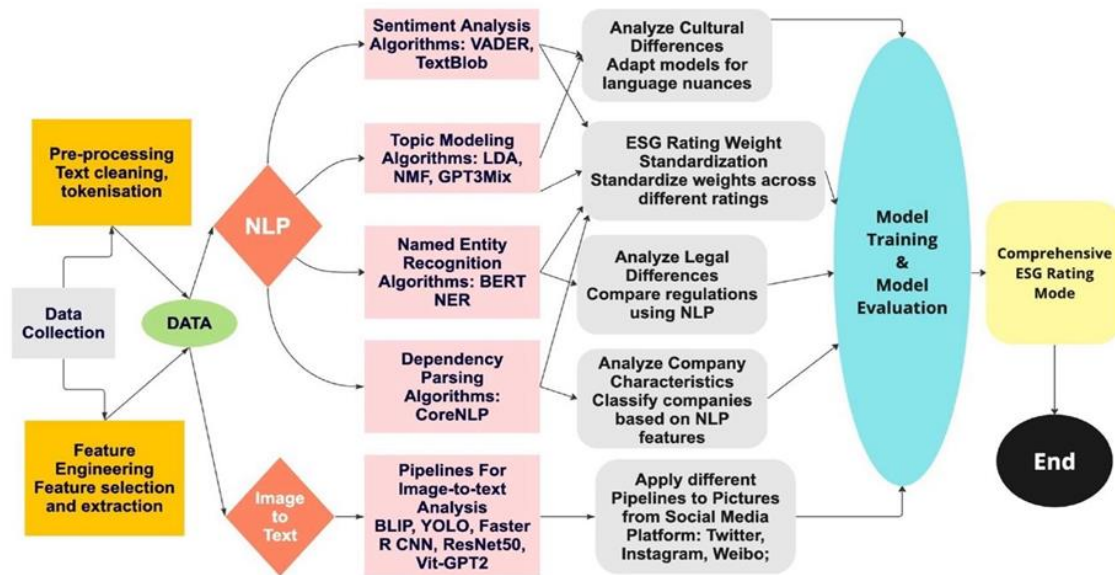 Pre-processing
Text cleaning,
tokenisation
Data
Collection
DATA
Feature
Engineering
Feature selection
and extraction
NLP
Image
to
Text
Sentiment Analysis
Algorithms: VADER,
TextBlob
Topic Modeling
Algorithms: LDA,
NMF, GPT3Mix
Named Entity
Recognition
Algorithms: BERT
NER
Dependency
Parsing
Algorithms:
CoreNLP
Pipelines For
Image-to-text
Analysis
BLIP, YOLO, Faster
R CNN, ResNet50,
Vit-GPT2
Analyze Cultural
Differences
Adapt models for
language nuances
ESG Rating Weight
Standardization
Standardize weights across
different ratings
Analyze Legal
Differences
Compare regulations
using NLP
Analyze Company
Characteristics
Classify companies
based on NLP
features
Apply different
Pipelines to Pictures
from Social Media
Platform: Twitter,
Instagram, Weibo;
Model
Training
&
Model
Evaluation
Comprehensive
ESG Rating
Mode
End